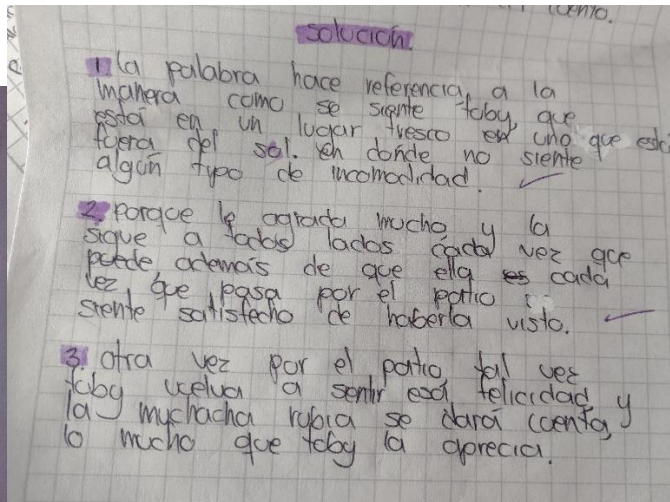 cuento.
solución.
1. la palabra hace referencia, a la
manera como se siente toby, que
está en un lugar fresco en uno que está
fuera del sol. en donde no siente
algún typo de incomodidad.
2. porque le agrada mucho y la
sigue a todos lados cada vez que
puede, además de que ella es cada
vez que pasa por el patio
siente satisfecho de haberla visto.
3. otra vez por el patio tal vez
toby vuelva a sentir esa felicidad y
la muchacha rubia se dará cuenta,
lo mucho que toby la aprecia.